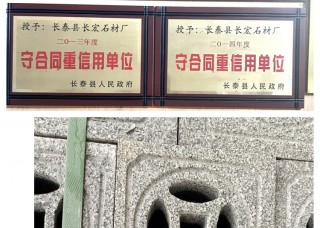 授予：长泰县长宏石材厂
二〇一三年度
守合同重信用单位
长泰县人民政府
授予：长泰县长宏石材厂
二〇一四年度
守合同重信用单位
长泰县人民政府